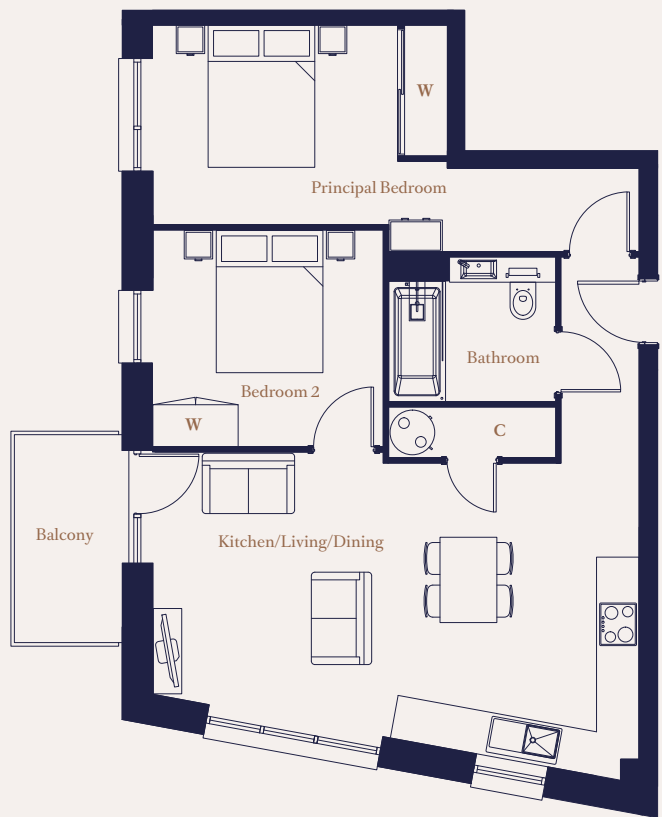 W
Principal Bedroom
Bathroom
Bedroom 2
W
C
Balcony
Kitchen/Living/Dining